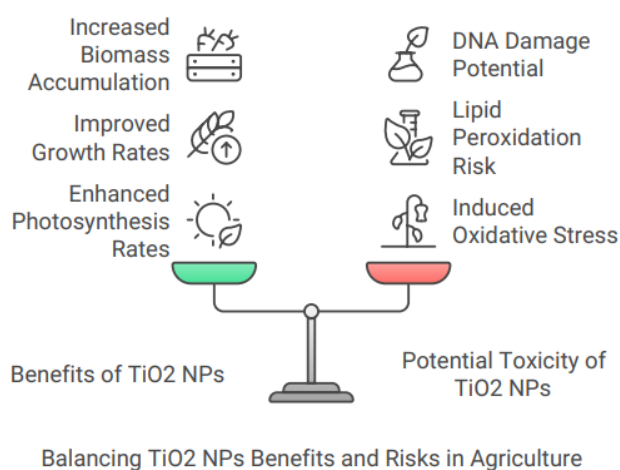 Increased
Biomass
Accumulation
Improved
Growth Rates
Enhanced
Photosynthesis
Rates
DNA Damage
Potential
Lipid
Peroxidation
Risk
Induced
Oxidative Stress
Benefits of TiO2 NPs
Potential Toxicity of
TiO2 NPs
Balancing TiO2 NPs Benefits and Risks in Agriculture